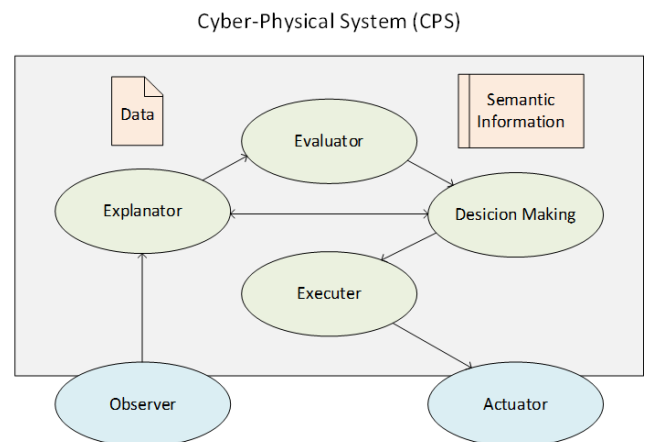 Cyber-Physical System (CPS)
Data
Semantic
Information
Evaluator
Explanator
Desicion Making
Executer
Observer
Actuator